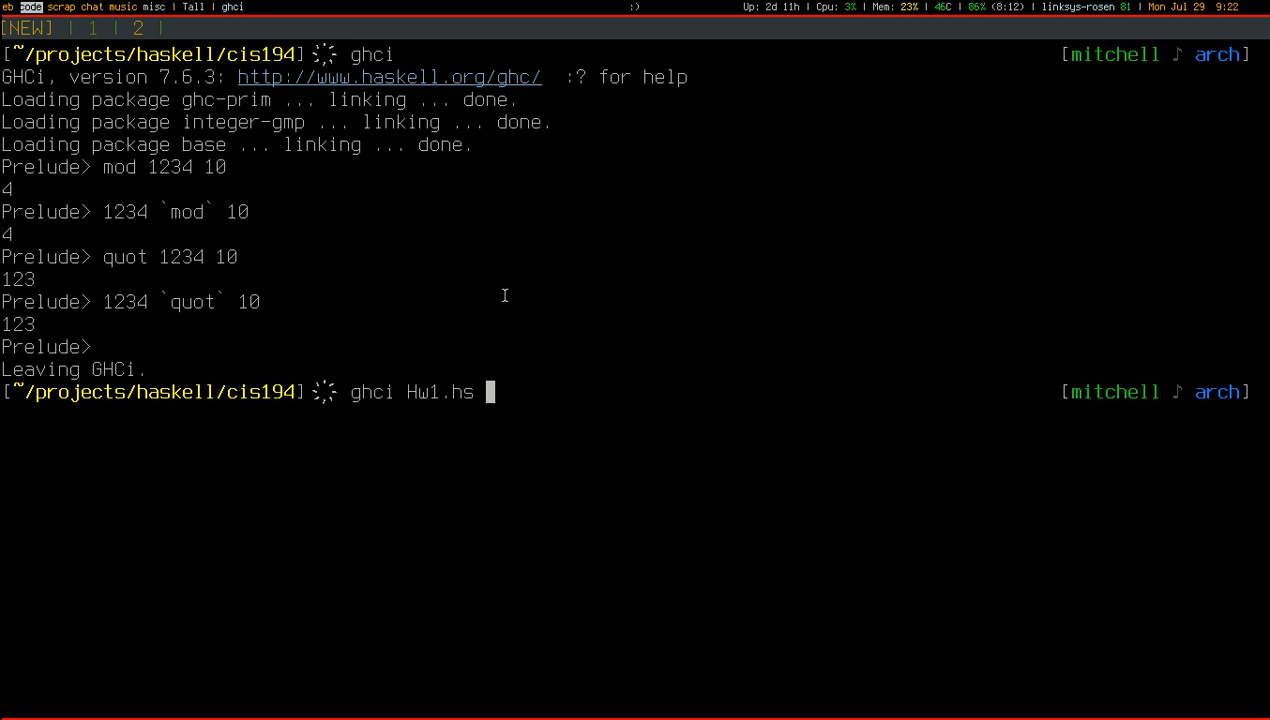 eb code scrap chat music misc | Tall | ghci :) Up: 2d 11h | Cpu: 3% | Mem: 23% | 46C | 86% (8:12) | linksys-rosen 81 | Mon Jul 29 9:22
[NEW] | 1 | 2 |
[~/projects/haskell/cis194] ghci [mitchell ♪ arch]
GHCi, version 7.6.3: http://www.haskell.org/ghc/ :? for help
Loading package ghc-prim ... linking ... done.
Loading package integer-gmp ... linking ... done.
Loading package base ... linking ... done.
Prelude> mod 1234 10
4
Prelude> 1234 `mod` 10
4
Prelude> quot 1234 10
123
Prelude> 1234 `quot` 10
123
Prelude>
Leaving GHCi.
[~/projects/haskell/cis194] ghci Hw1.hs [mitchell ♪ arch]